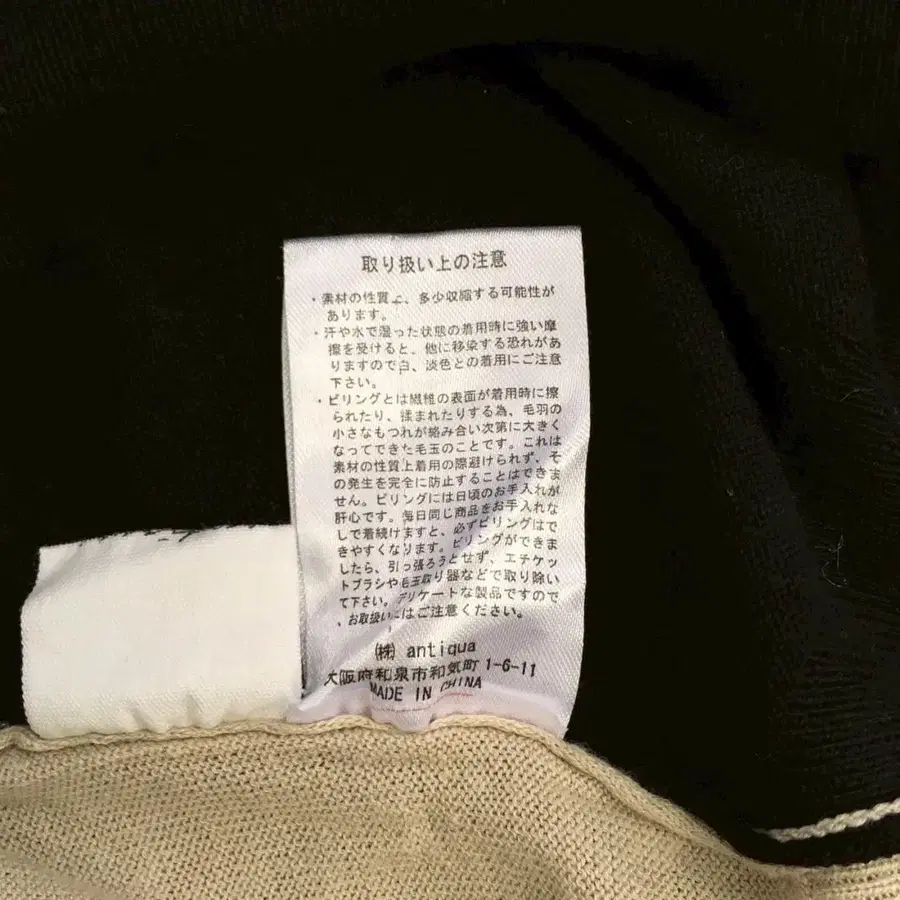 取り扱い上の注意
・素材の性質上、多少収縮する可能性が
あります。
・汗や水で湿った状態の着用時に強い摩
擦を受けると、他に移染する恐れがあ
りますので白、淡色との着用にご注意
下さい。
・ピリングとは繊維の表面が着用時に擦
られたり、揉まれたりする為、毛羽の
小さなもつれが絡み合い次第に大きく
なってできた毛玉のことです。これは
素材の性質上着用の際避けられず、そ
の発生を完全に防止することはできま
せん。ピリングには日頃のお手入れが
肝心です。毎日同じ商品をお手入れな
しで着続けますと、必ずピリングはで
きやすくなります。ピリングができま
したら、引っ張ろうとせず、エチケッ
トブラシや毛玉取り器などで取り除い
て下さい。デリケートな製品ですので
、お取扱いにはご注意ください。
㈱ antiqua
大阪府和泉市和気町 1-6-11
MADE IN CHINA